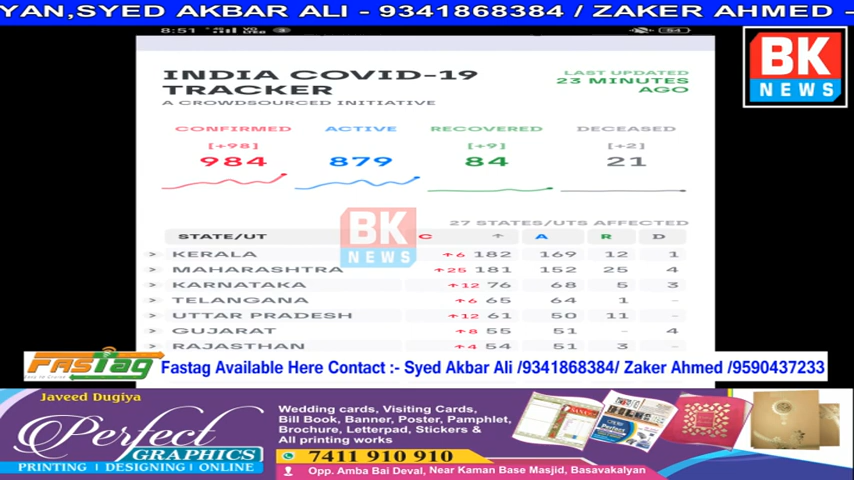 YAN,SYED AKBAR ALI - 9341868384 / ZAKER AHMED -
8:51
54
BK
NEWS
INDIA COVID-19
TRACKER
A CROWDSOURCED INITIATIVE
LAST UPDATED
23 MINUTES
AGO
CONFIRMED ACTIVE RECOVERED DECEASED
[+98] [+9] [+2]
984 879 84 21
27 STATES/UTS AFFECTED
BK
NEWS
STATE/UT C ↑ A R D
> KERALA ↑6 182 169 12 1
> MAHARASHTRA ↑25 181 152 25 4
> KARNATAKA ↑12 76 68 5 3
> TELANGANA ↑6 65 64 1 -
> UTTAR PRADESH ↑12 61 50 11 -
> GUJARAT ↑8 55 51 - 4
> RAJASTHAN ↑4 54 51 3 -
FASTag
Fastag Available Here Contact :- Syed Akbar Ali /9341868384/ Zaker Ahmed /9590437233
Javeed Dugiya
Perfect
GRAPHICS
PRINTING | DESIGNING | ONLINE
Wedding cards, Visiting Cards,
Bill Book, Banner, Poster, Pamphlet,
Brochure, Letterpad, Stickers &
All printing works
7411 910 910
Opp. Amba Bai Deval, Near Kaman Base Masjid, Basavakalyan